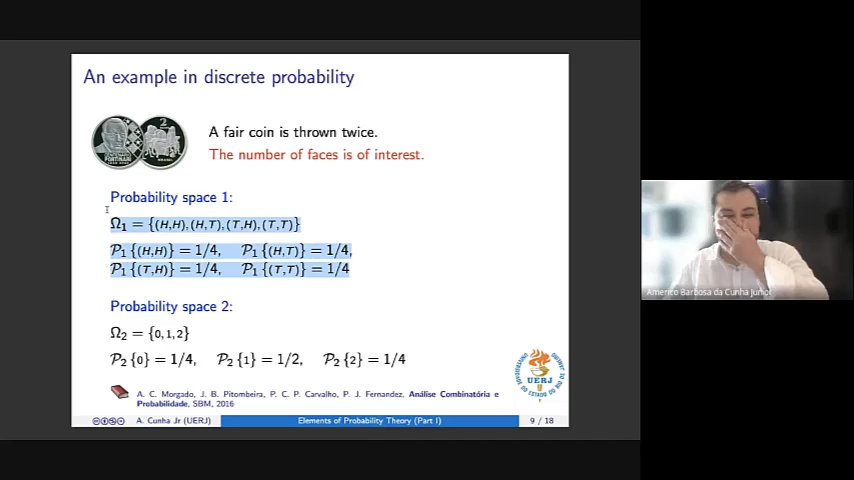 An example in discrete probability
A fair coin is thrown twice.
The number of faces is of interest.
Probability space 1:
Ω₁ = {(H,H),(H,T),(T,H),(T,T)}
𝒫₁ {(H,H)} = 1/4, 𝒫₁ {(H,T)} = 1/4,
𝒫₁ {(T,H)} = 1/4, 𝒫₁ {(T,T)} = 1/4
Probability space 2:
Ω₂ = {0,1,2}
𝒫₂ {0} = 1/4, 𝒫₂ {1} = 1/2, 𝒫₂ {2} = 1/4
A. C. Morgado, J. B. Pitombeira, P. C. P. Carvalho, P. J. Fernandez, Análise Combinatória e
Probabilidade, SBM, 2016
UERJ
A. Cunha Jr (UERJ) Elements of Probability Theory (Part I) 9 / 18
Americo Barbosa da Cunha Junior